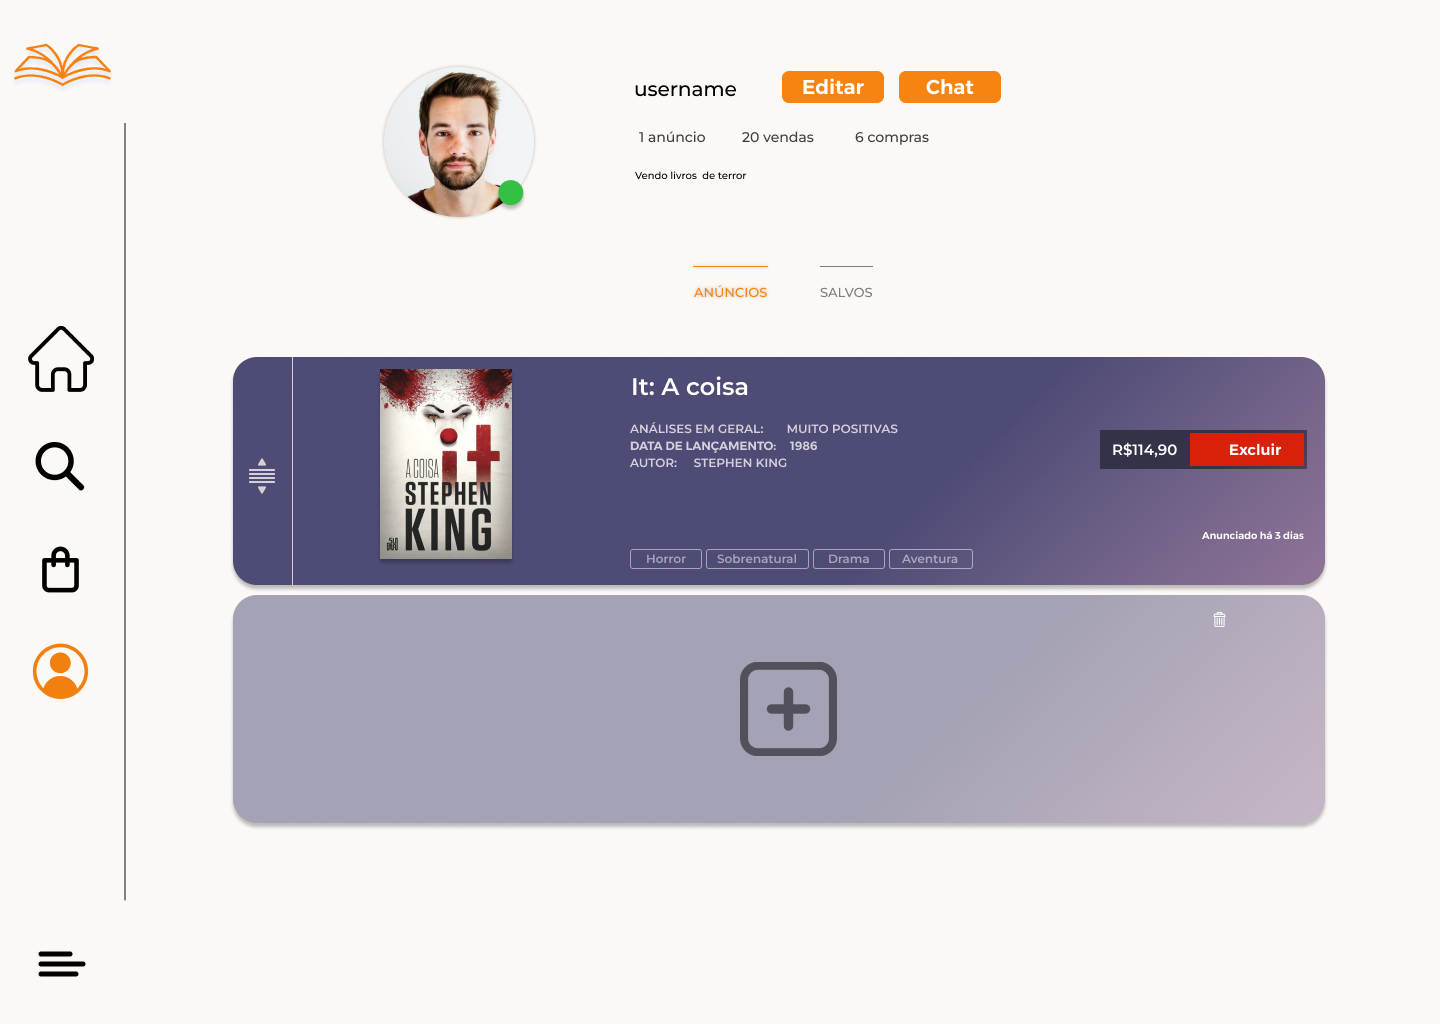 username
Editar
Chat
1 anúncio
20 vendas
6 compras
Vendo livros de terror
ANÚNCIOS
SALVOS
It: A coisa
ANÁLISES EM GERAL: MUITO POSITIVAS
DATA DE LANÇAMENTO: 1986
AUTOR: STEPHEN KING
R$114,90
Excluir
Anunciado há 3 dias
Horror
Sobrenatural
Drama
Aventura
it
A COISA
STEPHEN
KING